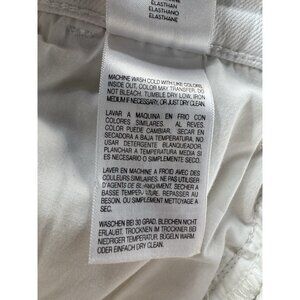 ELASTHAN
ELASTHAN
ELASTHANNE
MACHINE WASH COLD WITH LIKE COLORS,
INSIDE OUT, COLOR MAY TRANSFER, DO
NOT BLEACH. TUMBLE DRY LOW, IRON
MEDIUM IF NECESSARY, OR JUST DRY CLEAN.
LAVAR A MAQUINA EN FRIO CON
COLORES SIMILARES. AL REVES.
COLOR PUEDE CAMBIAR, SECAR EN
SECADORA A BAJA TEMPERATURA. NO
USAR DETERGENTE BLANQUEADOR,
PLANCHAR A TEMPERATURA MEDIA SI
ES NECESARIO O SIMPLEMENTE SECO.
LAVER EN MACHINE A FROID AVEC DES
COULEURS SIMILAIRES. NE PAS UTILISER
D'AGENTS DE BLANCHIMENT, SECHER A
BASSE TEMPERATURE. REPASSER AU
BESOIN, OU SIMPLEMENT NETTOYAGE A
SEC.
WASCHEN BEI 30 GRAD, BLEICHEN NICHT
ERLAUBT. TROCKNEN IM TROCKNER BEI
NIEDRIGER TEMPERATUR. BÜGELN WARM
ODER EINFACH DRY CLEAN.